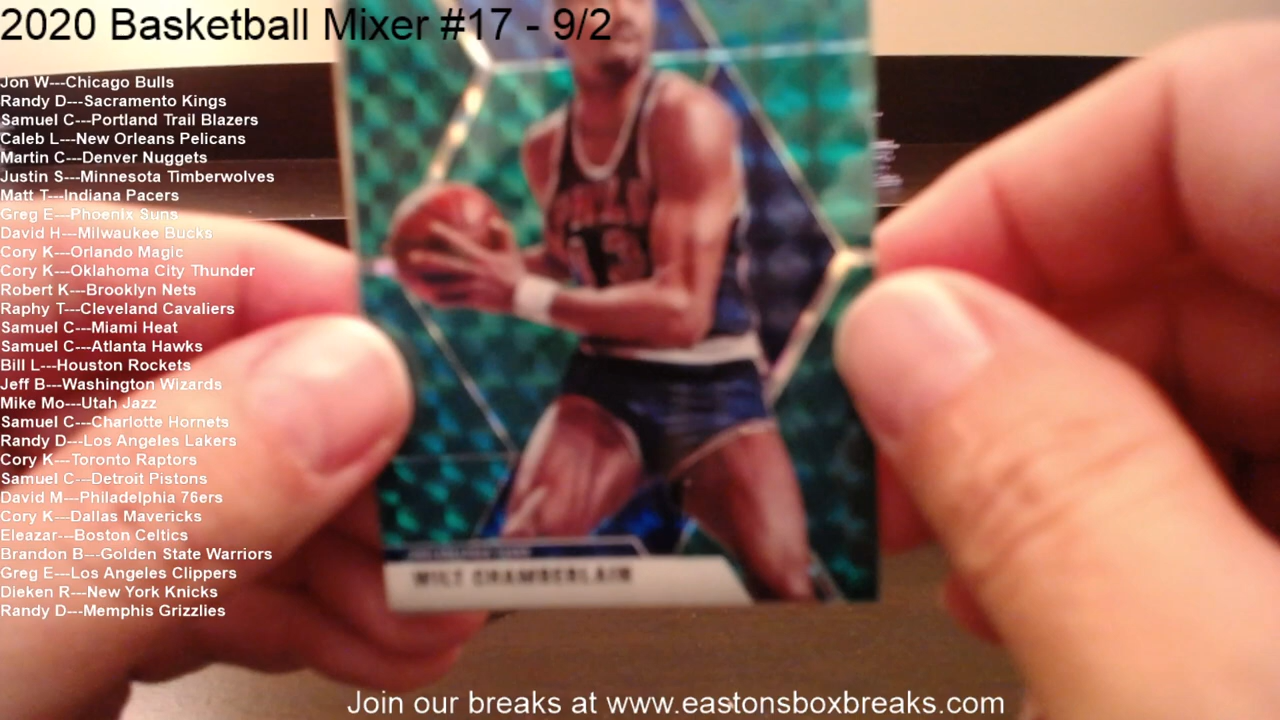 2020 Basketball Mixer #17 - 9/2
Jon W---Chicago Bulls
Randy D---Sacramento Kings
Samuel C---Portland Trail Blazers
Caleb L---New Orleans Pelicans
Martin C---Denver Nuggets
Justin S---Minnesota Timberwolves
Matt T---Indiana Pacers
Greg E---Phoenix Suns
David H---Milwaukee Bucks
Cory K---Orlando Magic
Cory K---Oklahoma City Thunder
Robert K---Brooklyn Nets
Raphy T---Cleveland Cavaliers
Samuel C---Miami Heat
Samuel C---Atlanta Hawks
Bill L---Houston Rockets
Jeff B---Washington Wizards
Mike Mo---Utah Jazz
Samuel C---Charlotte Hornets
Randy D---Los Angeles Lakers
Cory K---Toronto Raptors
Samuel C---Detroit Pistons
David M---Philadelphia 76ers
Cory K---Dallas Mavericks
Eleazar---Boston Celtics
Brandon B---Golden State Warriors
Greg E---Los Angeles Clippers
Dieken R---New York Knicks
Randy D---Memphis Grizzlies
13
WILT CHAMBERLAIN
Join our breaks at www.eastonsboxbreaks.com